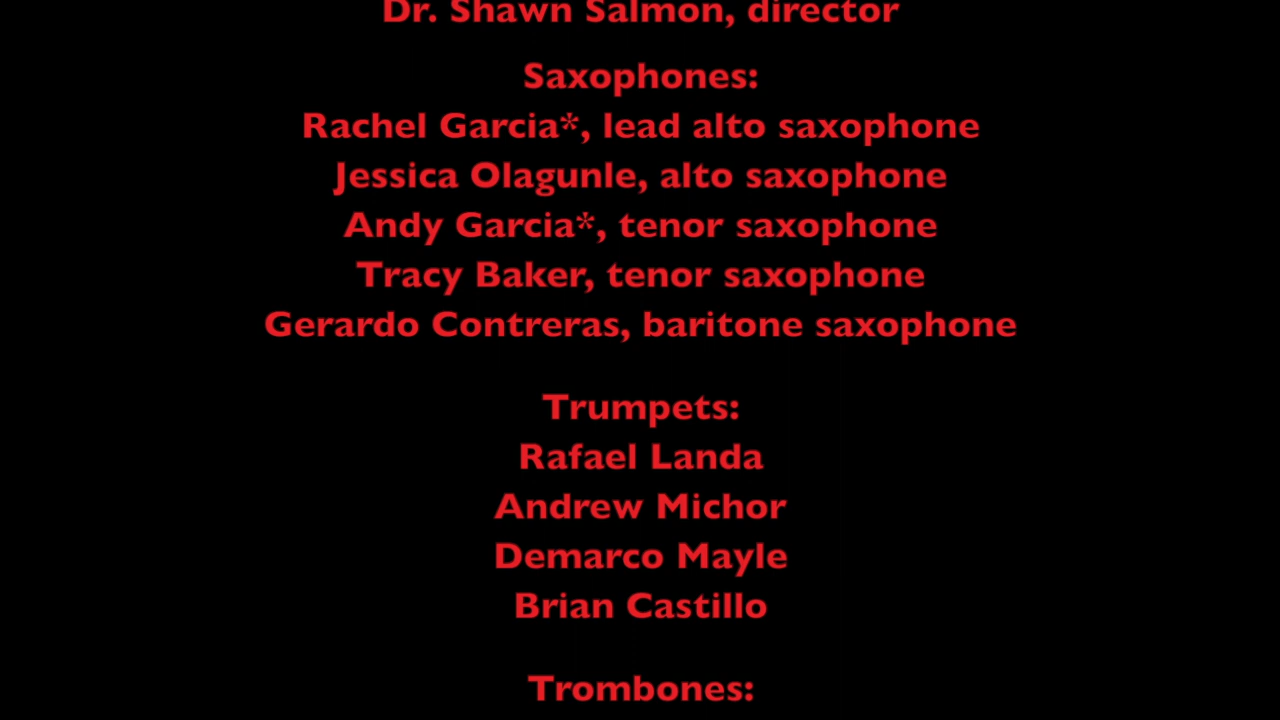 Dr. Shawn Salmon, director
Saxophones:
Rachel Garcia*, lead alto saxophone
Jessica Olagunle, alto saxophone
Andy Garcia*, tenor saxophone
Tracy Baker, tenor saxophone
Gerardo Contreras, baritone saxophone
Trumpets:
Rafael Landa
Andrew Michor
Demarco Mayle
Brian Castillo
Trombones: